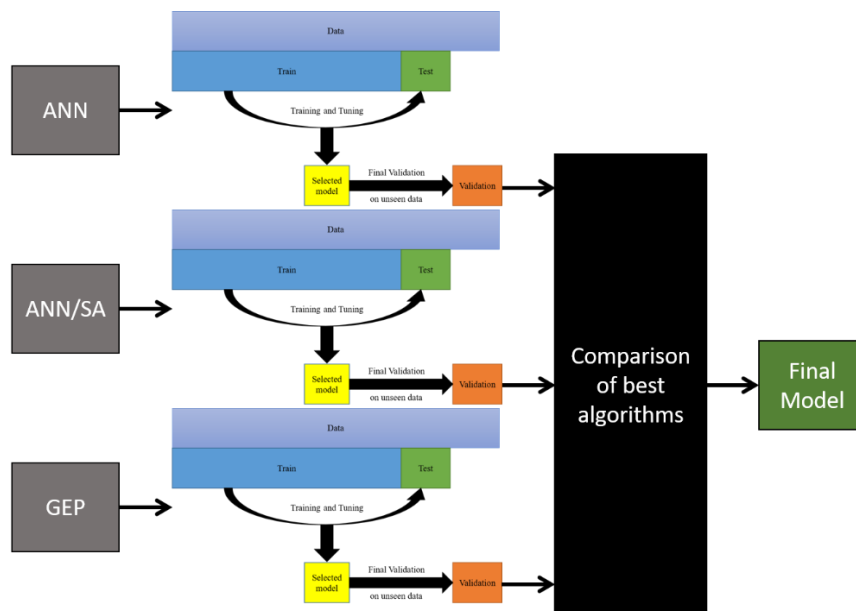 Data
Train
Test
ANN
Training and Tuning
Selected
model
Final Validation
on unseen data
Validation
Data
Train
Test
ANN/SA
Training and Tuning
Selected
model
Final Validation
on unseen data
Validation
Comparison
of best
algorithms
Final
Model
Data
Train
Test
GEP
Training and Tuning
Selected
model
Final Validation
on unseen data
Validation